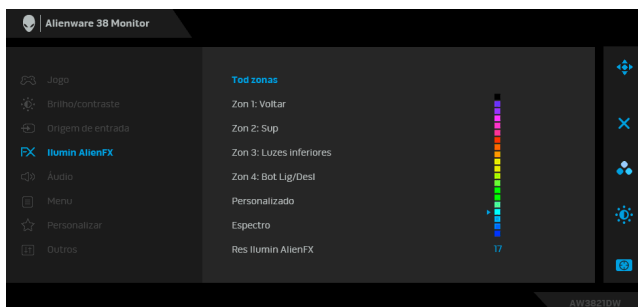 Alienware 38 Monitor
Jogo
Brilho/contraste
Origem de entrada
Ilumin AlienFX
Áudio
Menu
Personalizar
Outros
Tod zonas
Zon 1: Voltar
Zon 2: Sup
Zon 3: Luzes inferiores
Zon 4: Bot Lig/Desl
Personalizado
Espectro
Res Ilumin AlienFX
17
AW3821DW